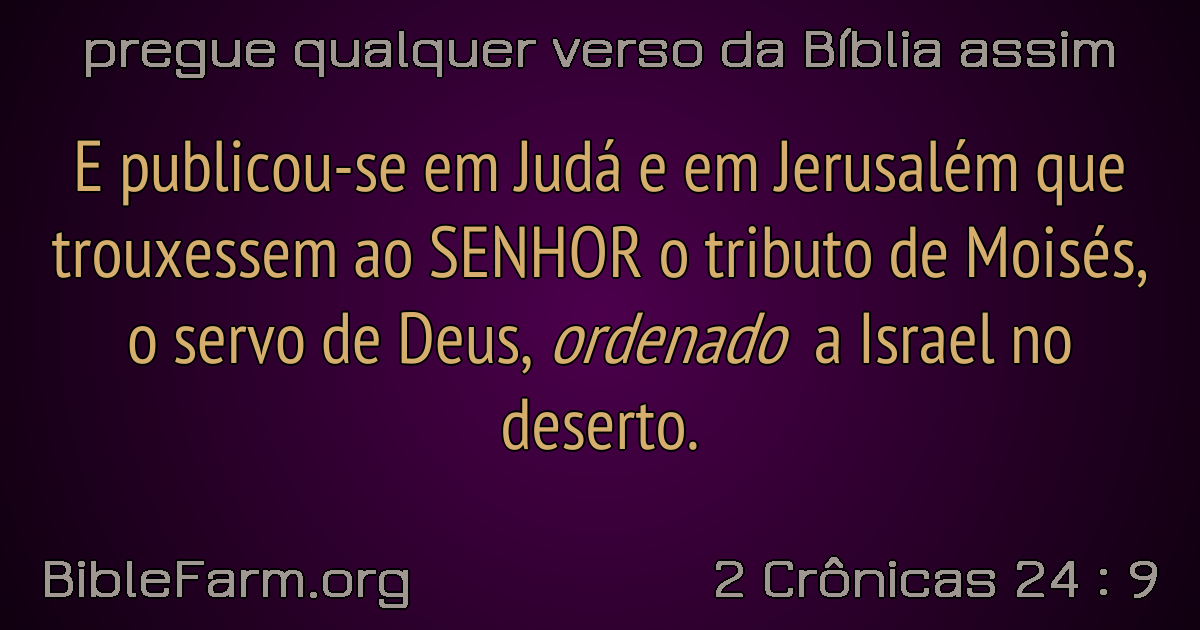 pregue qualquer verso da Bíblia assim
E publicou-se em Judá e em Jerusalém que
trouxessem ao SENHOR o tributo de Moisés,
o servo de Deus, ordenado a Israel no
deserto.
BibleFarm.org
2 Crônicas 24 : 9